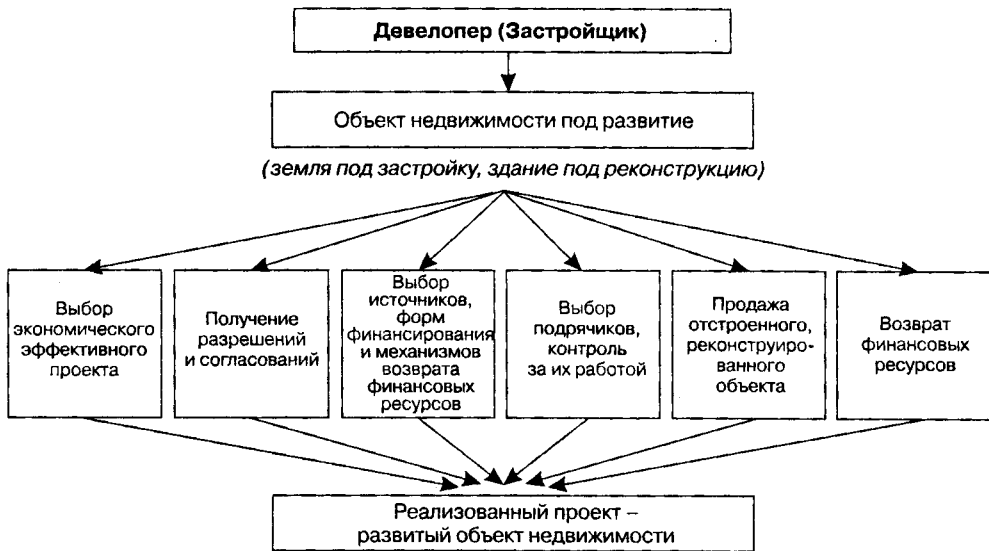 Девелопер (Застройщик)
Объект недвижимости под развитие
(земля под застройку, здание под реконструкцию)
Выбор
экономического
эффективного
проекта
Получение
разрешений
и согласований
Выбор
источников,
форм
финансирования
и механизмов
возврата
финансовых
ресурсов
Выбор
подрячиков,
контроль
за их работой
Продажа
отстроенного,
реконструиро-
ванного объекта
Возврат
финансовых
ресурсов
Реализованный проект –
развитый объект недвижимости